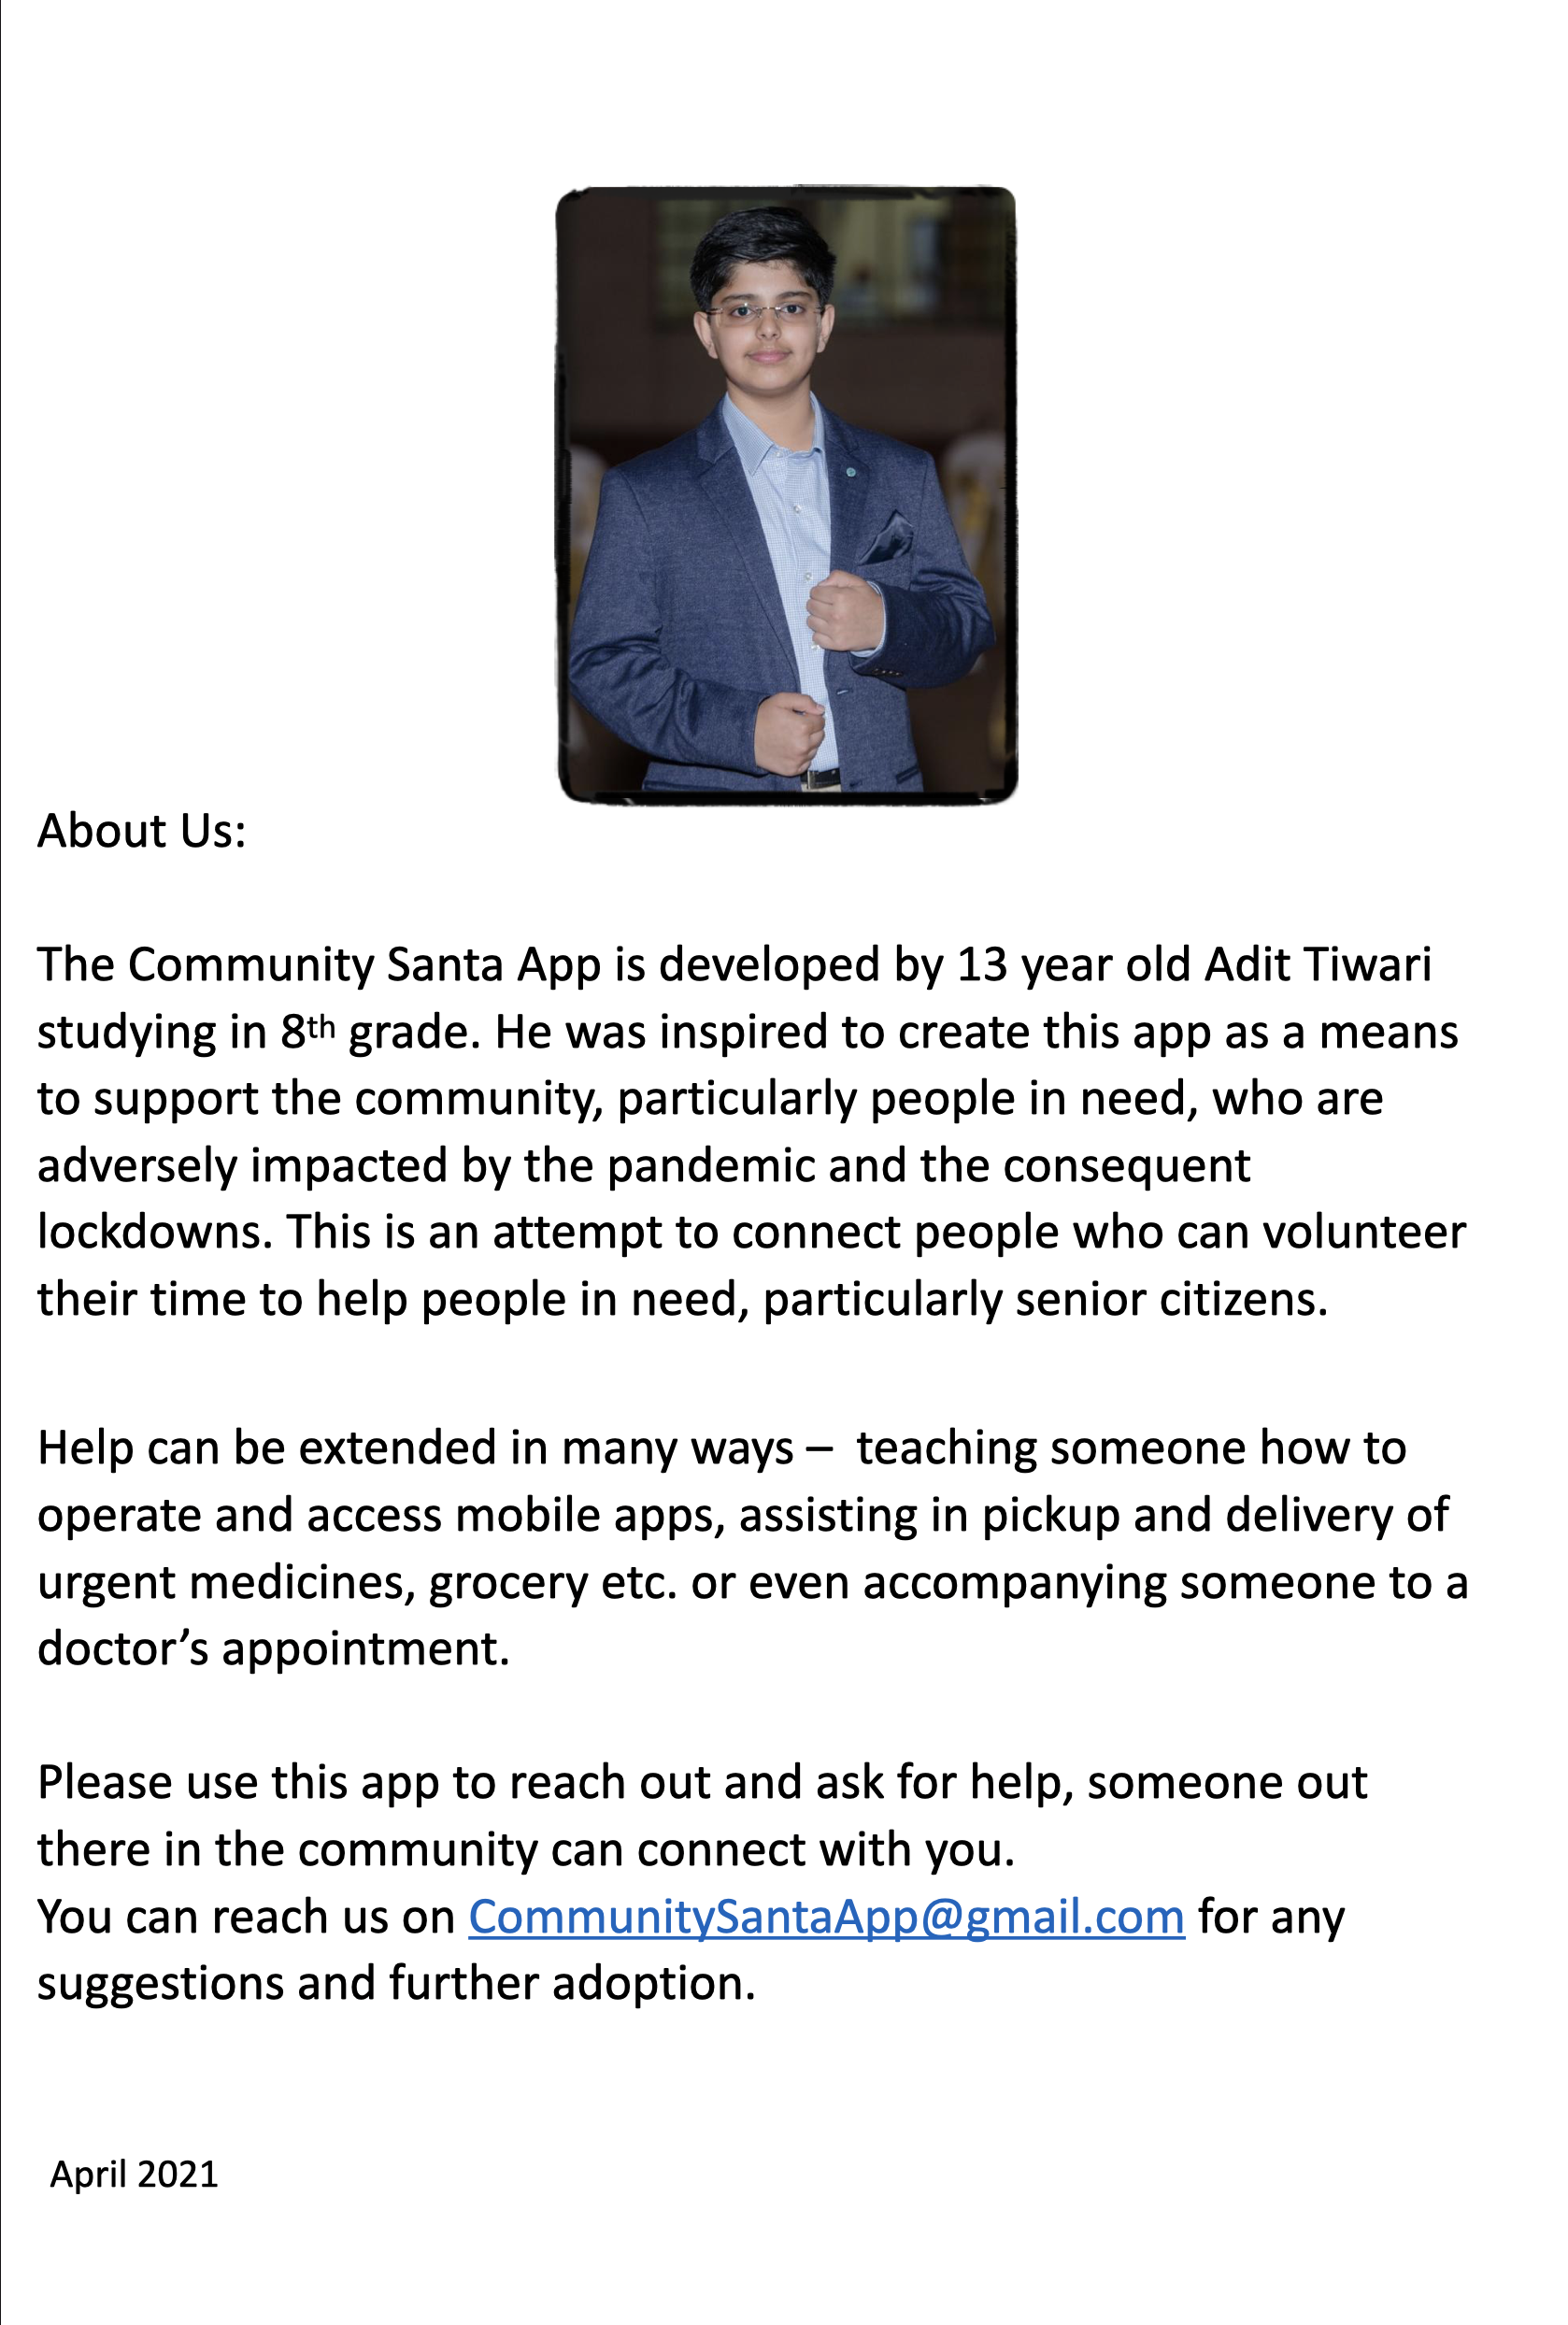 About Us:
The Community Santa App is developed by 13 year old Adit Tiwari
studying in 8th grade. He was inspired to create this app as a means
to support the community, particularly people in need, who are
adversely impacted by the pandemic and the consequent
lockdowns. This is an attempt to connect people who can volunteer
their time to help people in need, particularly senior citizens.
Help can be extended in many ways –  teaching someone how to
operate and access mobile apps, assisting in pickup and delivery of
urgent medicines, grocery etc. or even accompanying someone to a
doctor’s appointment.
Please use this app to reach out and ask for help, someone out
there in the community can connect with you.
You can reach us on CommunitySantaApp@gmail.com for any
suggestions and further adoption.
April 2021